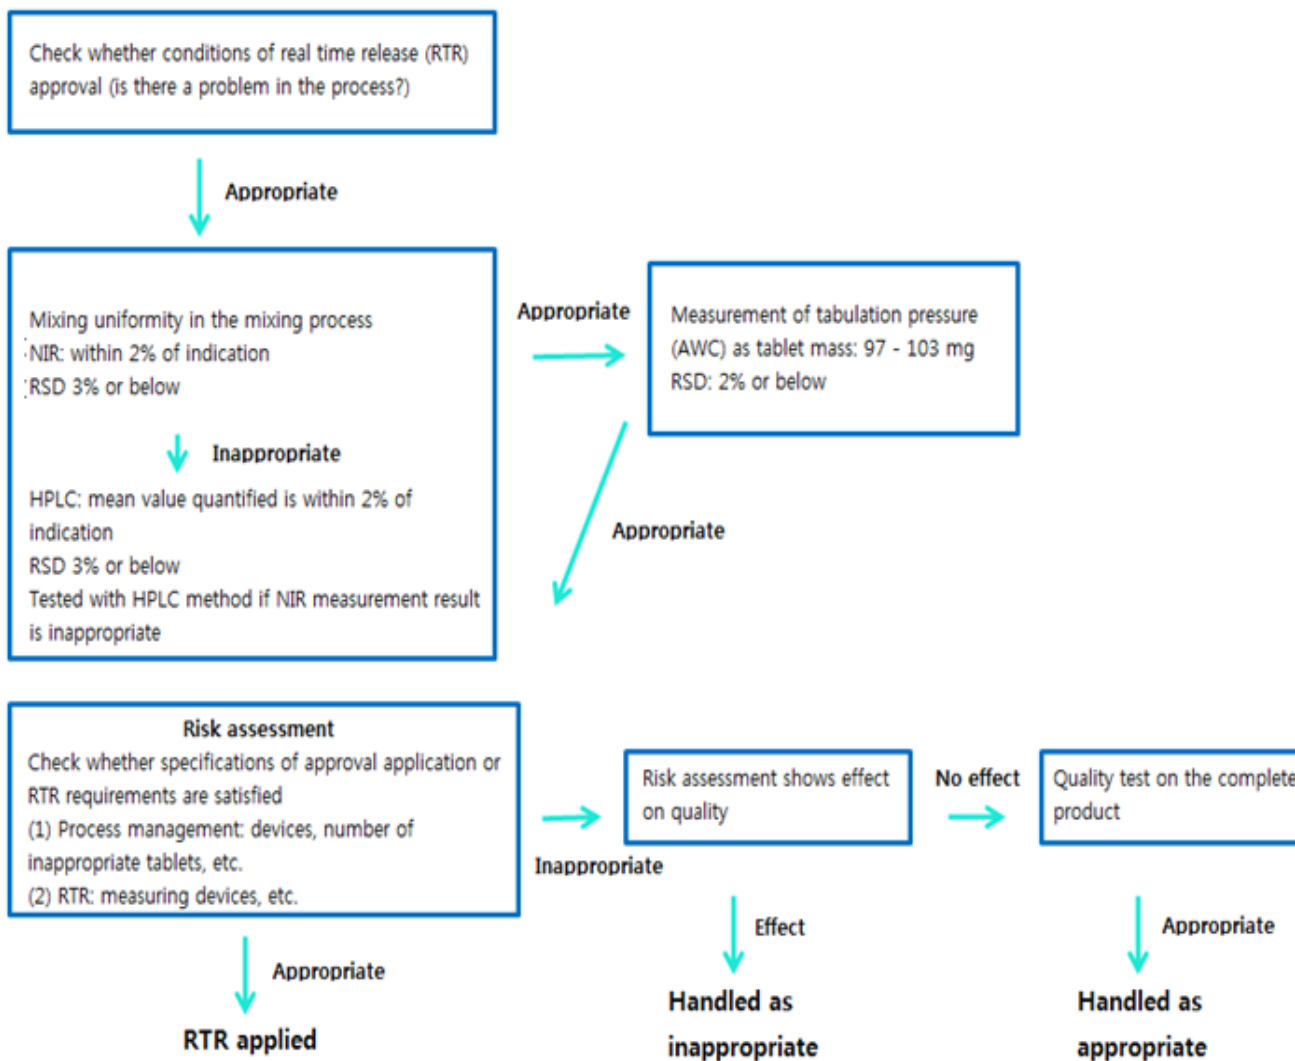 Check whether conditions of real time release (RTR)
approval (is there a problem in the process?)
Appropriate
Mixing uniformity in the mixing process
NIR: within 2% of indication
RSD 3% or below
Inappropriate
HPLC: mean value quantified is within 2% of
indication
RSD 3% or below
Tested with HPLC method if NIR measurement result
is inappropriate
Appropriate
Measurement of tabulation pressure
(AWC) as tablet mass: 97 - 103 mg
RSD: 2% or below
Appropriate
Risk assessment
Check whether specifications of approval application or
RTR requirements are satisfied
(1) Process management: devices, number of
inappropriate tablets, etc.
(2) RTR: measuring devices, etc.
Appropriate
RTR applied
Inappropriate
Risk assessment shows effect
on quality
Effect
Handled as
inappropriate
No effect
Quality test on the complete
product
Appropriate
Handled as
appropriate